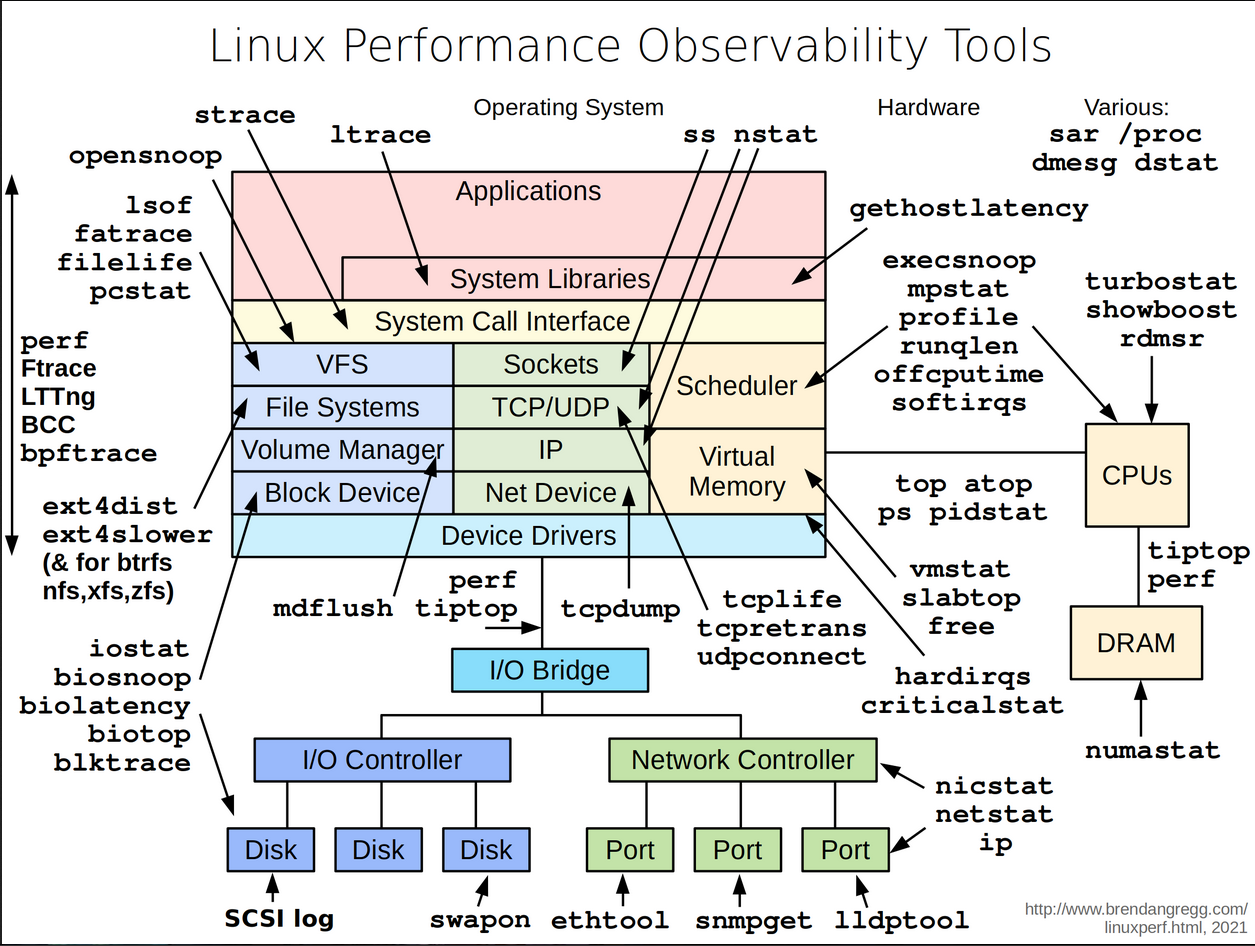 Linux Performance Observability Tools
Operating System
Hardware
Various:
sar /proc
dmesg dstat
strace
ltrace
ss nstat
opensnoop
lsof
fatrace
filelife
pcstat
gethostlatency
perf
Ftrace
LTTng
BCC
bpftrace
Applications
System Libraries
System Call Interface
VFS
Sockets
Scheduler
File Systems
TCP/UDP
Volume Manager
IP
Virtual
Memory
Block Device
Net Device
Device Drivers
execsnoop
mpstat
profile
runqlen
offcputime
softirqs
turbostat
showboost
rdmsr
CPUs
top atop
ps pidstat
ext4dist
ext4slower
(& for btrfs
nfs,xfs,zfs)
mdflush
perf
tiptop
tcpdump
tcplife
tcpretrans
udpconnect
vmstat
slabtop
free
tiptop
perf
DRAM
hardirqs
criticalstat
numastat
iostat
biosnoop
biolatency
biotop
blktrace
I/O Bridge
I/O Controller
Network Controller
nicstat
netstat
ip
Disk
Disk
Disk
Port
Port
Port
SCSI log
swapon
ethtool
snmpget
lldptool
http://www.brendangregg.com/
linuxperf.html, 2021